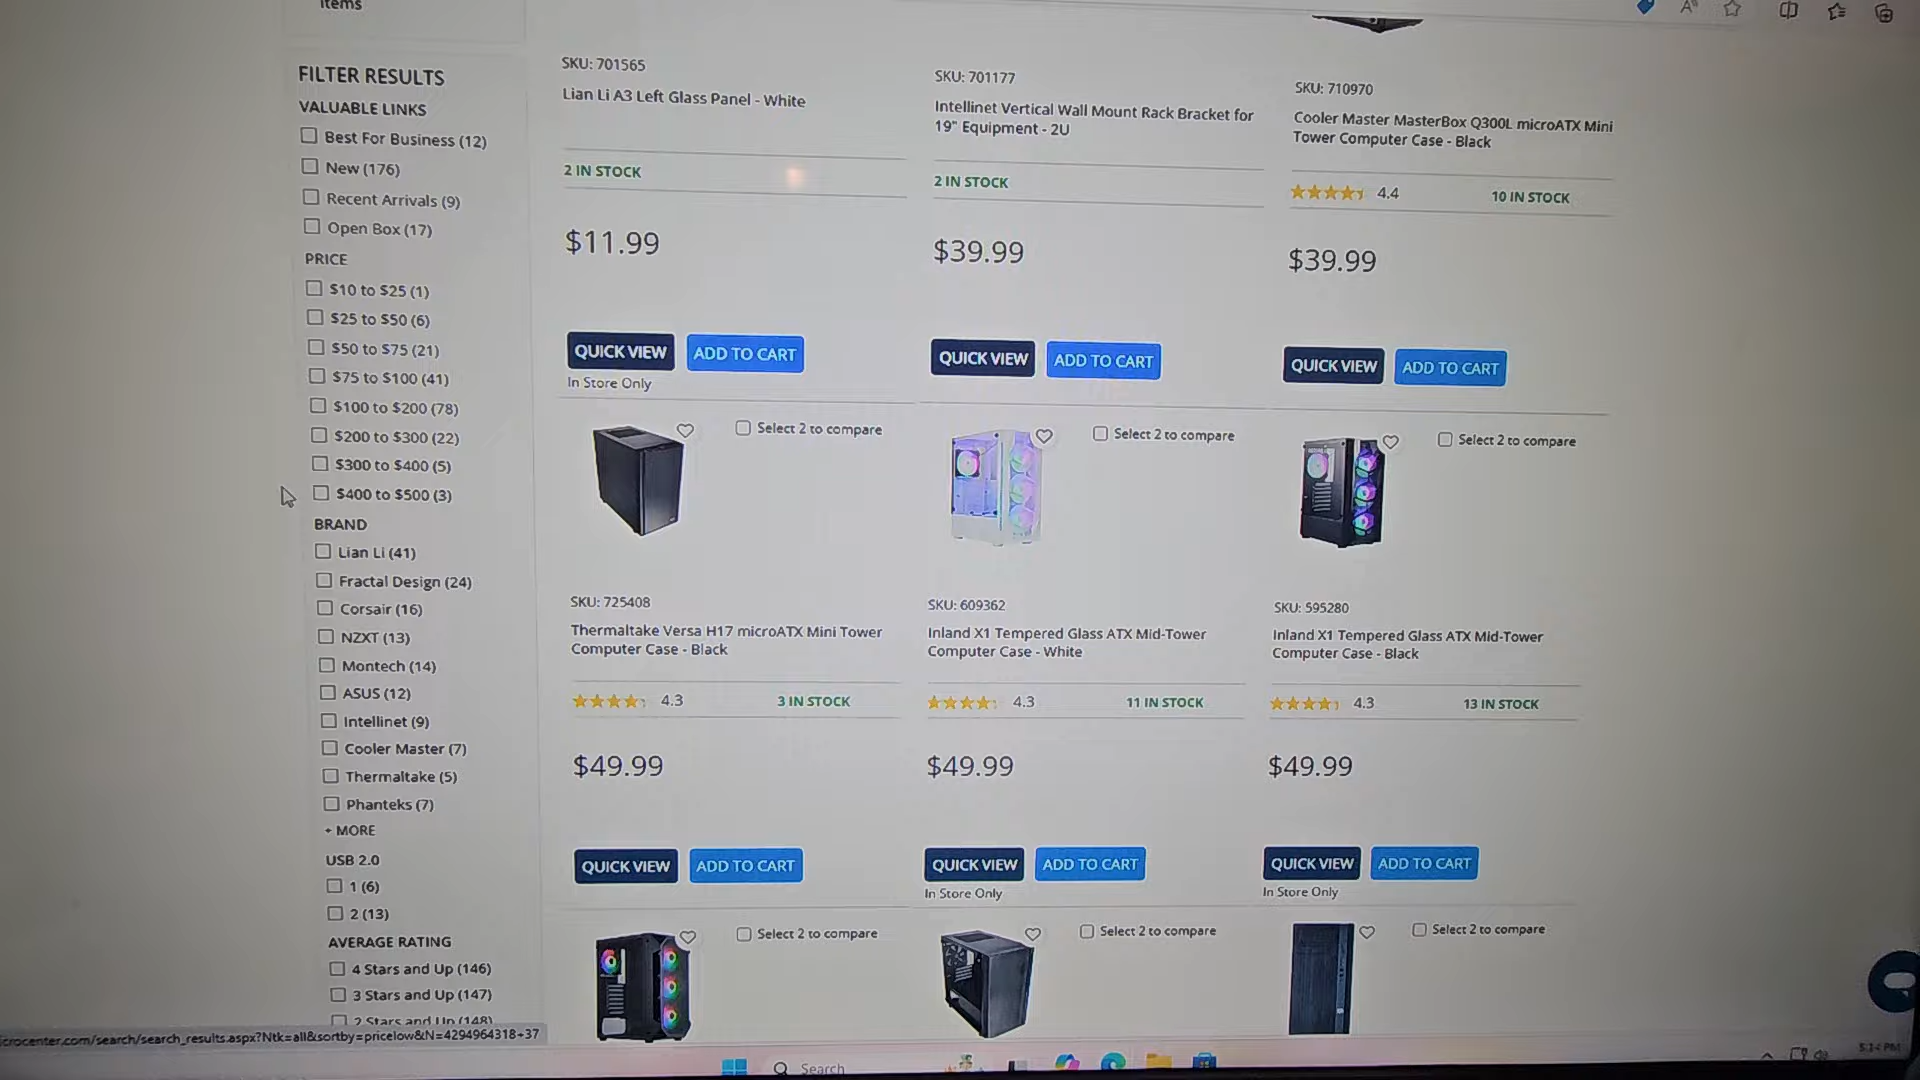 Items
FILTER RESULTS
VALUABLE LINKS
Best For Business (12)
New (176)
Recent Arrivals (9)
Open Box (17)
PRICE
$10 to $25 (1)
$25 to $50 (6)
$50 to $75 (21)
$75 to $100 (41)
$100 to $200 (78)
$200 to $300 (22)
$300 to $400 (5)
$400 to $500 (3)
BRAND
Lian Li (41)
Fractal Design (24)
Corsair (16)
NZXT (13)
Montech (14)
ASUS (12)
Intellinet (9)
Cooler Master (7)
Thermaltake (5)
Phanteks (7)
+ MORE
USB 2.0
1 (6)
2 (13)
AVERAGE RATING
4 Stars and Up (146)
3 Stars and Up (147)
2 Stars and Up (148)
SKU: 701565
Lian Li A3 Left Glass Panel - White
2 IN STOCK
$11.99
QUICK VIEW
ADD TO CART
In Store Only
SKU: 701177
Intellinet Vertical Wall Mount Rack Bracket for
19" Equipment - 2U
2 IN STOCK
$39.99
QUICK VIEW
ADD TO CART
SKU: 710970
Cooler Master MasterBox Q300L microATX Mini
Tower Computer Case - Black
4.4
10 IN STOCK
$39.99
QUICK VIEW
ADD TO CART
Select 2 to compare
SKU: 725408
Thermaltake Versa H17 microATX Mini Tower
Computer Case - Black
4.3
3 IN STOCK
$49.99
QUICK VIEW
ADD TO CART
Select 2 to compare
SKU: 609362
Inland X1 Tempered Glass ATX Mid-Tower
Computer Case - White
4.3
11 IN STOCK
$49.99
QUICK VIEW
ADD TO CART
In Store Only
Select 2 to compare
SKU: 595280
Inland X1 Tempered Glass ATX Mid-Tower
Computer Case - Black
4.3
13 IN STOCK
$49.99
QUICK VIEW
ADD TO CART
In Store Only
Select 2 to compare
Select 2 to compare
Select 2 to compare
crocenter.com/search/search_results.aspx?Ntk=all&sortby=pricelow&N=4294964318+37
Search
5:14 PM